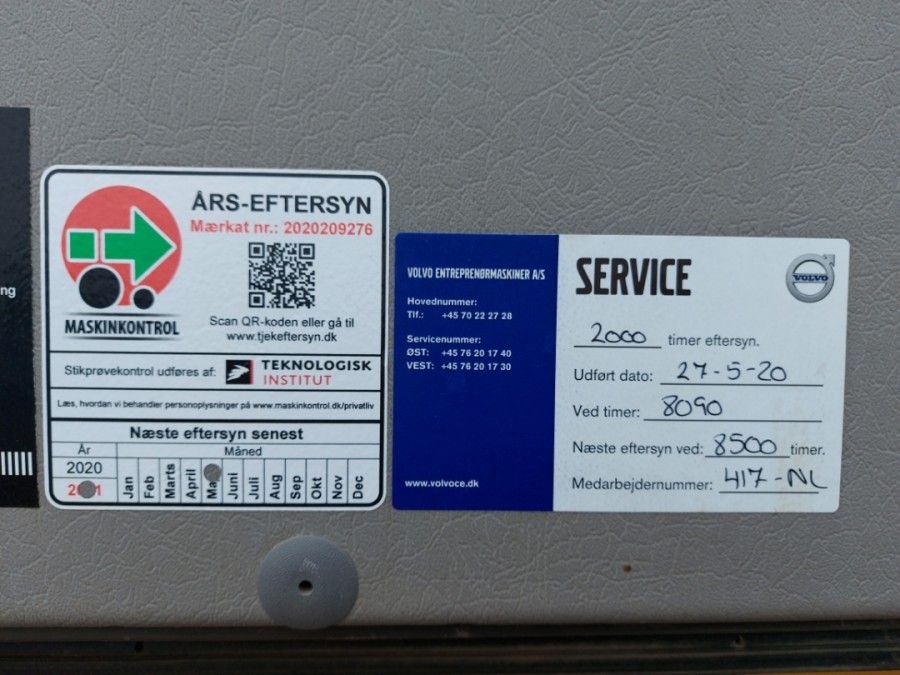 ng
ÅRS-EFTERSYN
Mærkat nr.: 2020209276
MASKINKONTROL
Scan QR-koden eller gå til
www.tjekeftersyn.dk
Stikprøvekontrol udføres af: TEKNOLOGISK
INSTITUT
Læs, hvordan vi behandler personoplysninger på www.maskinkontrol.dk/privatliv
Næste eftersyn senest
År Måned
2020
Jan Feb Marts April Juni Juli Aug Sep Okt Nov Dec
VOLVO ENTREPRENØRMASKINER A/S
Hovednummer:
Tlf.: +45 70 22 27 28
Servicenummer:
ØST: +45 76 20 17 40
VEST: +45 76 20 17 30
www.volvoce.dk
SERVICE
VOLVO
2000 timer eftersyn.
Udført dato: 27-5-20
Ved timer: 8090
Næste eftersyn ved: 8500 timer.
Medarbejdernummer: 417-NL